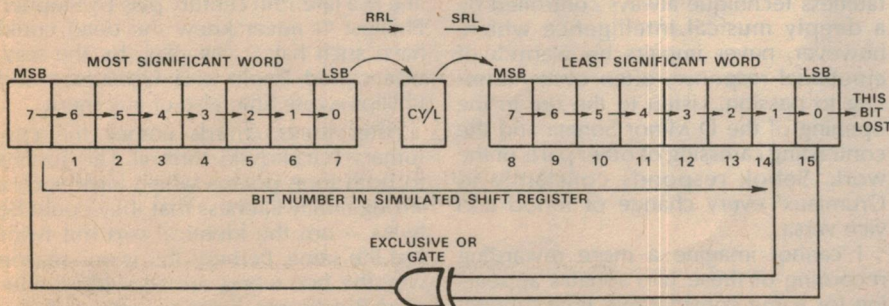 RRL SRL
MOST SIGNIFICANT WORD LEAST SIGNIFICANT WORD
MSB LSB MSB LSB
7 6 5 4 3 2 1 0 CY/L 7 6 5 4 3 2 1 0 THIS BIT LOST
1 2 3 4 5 6 7 8 9 10 11 12 13 14 15
BIT NUMBER IN SIMULATED SHIFT REGISTER
EXCLUSIVE OR
GATE